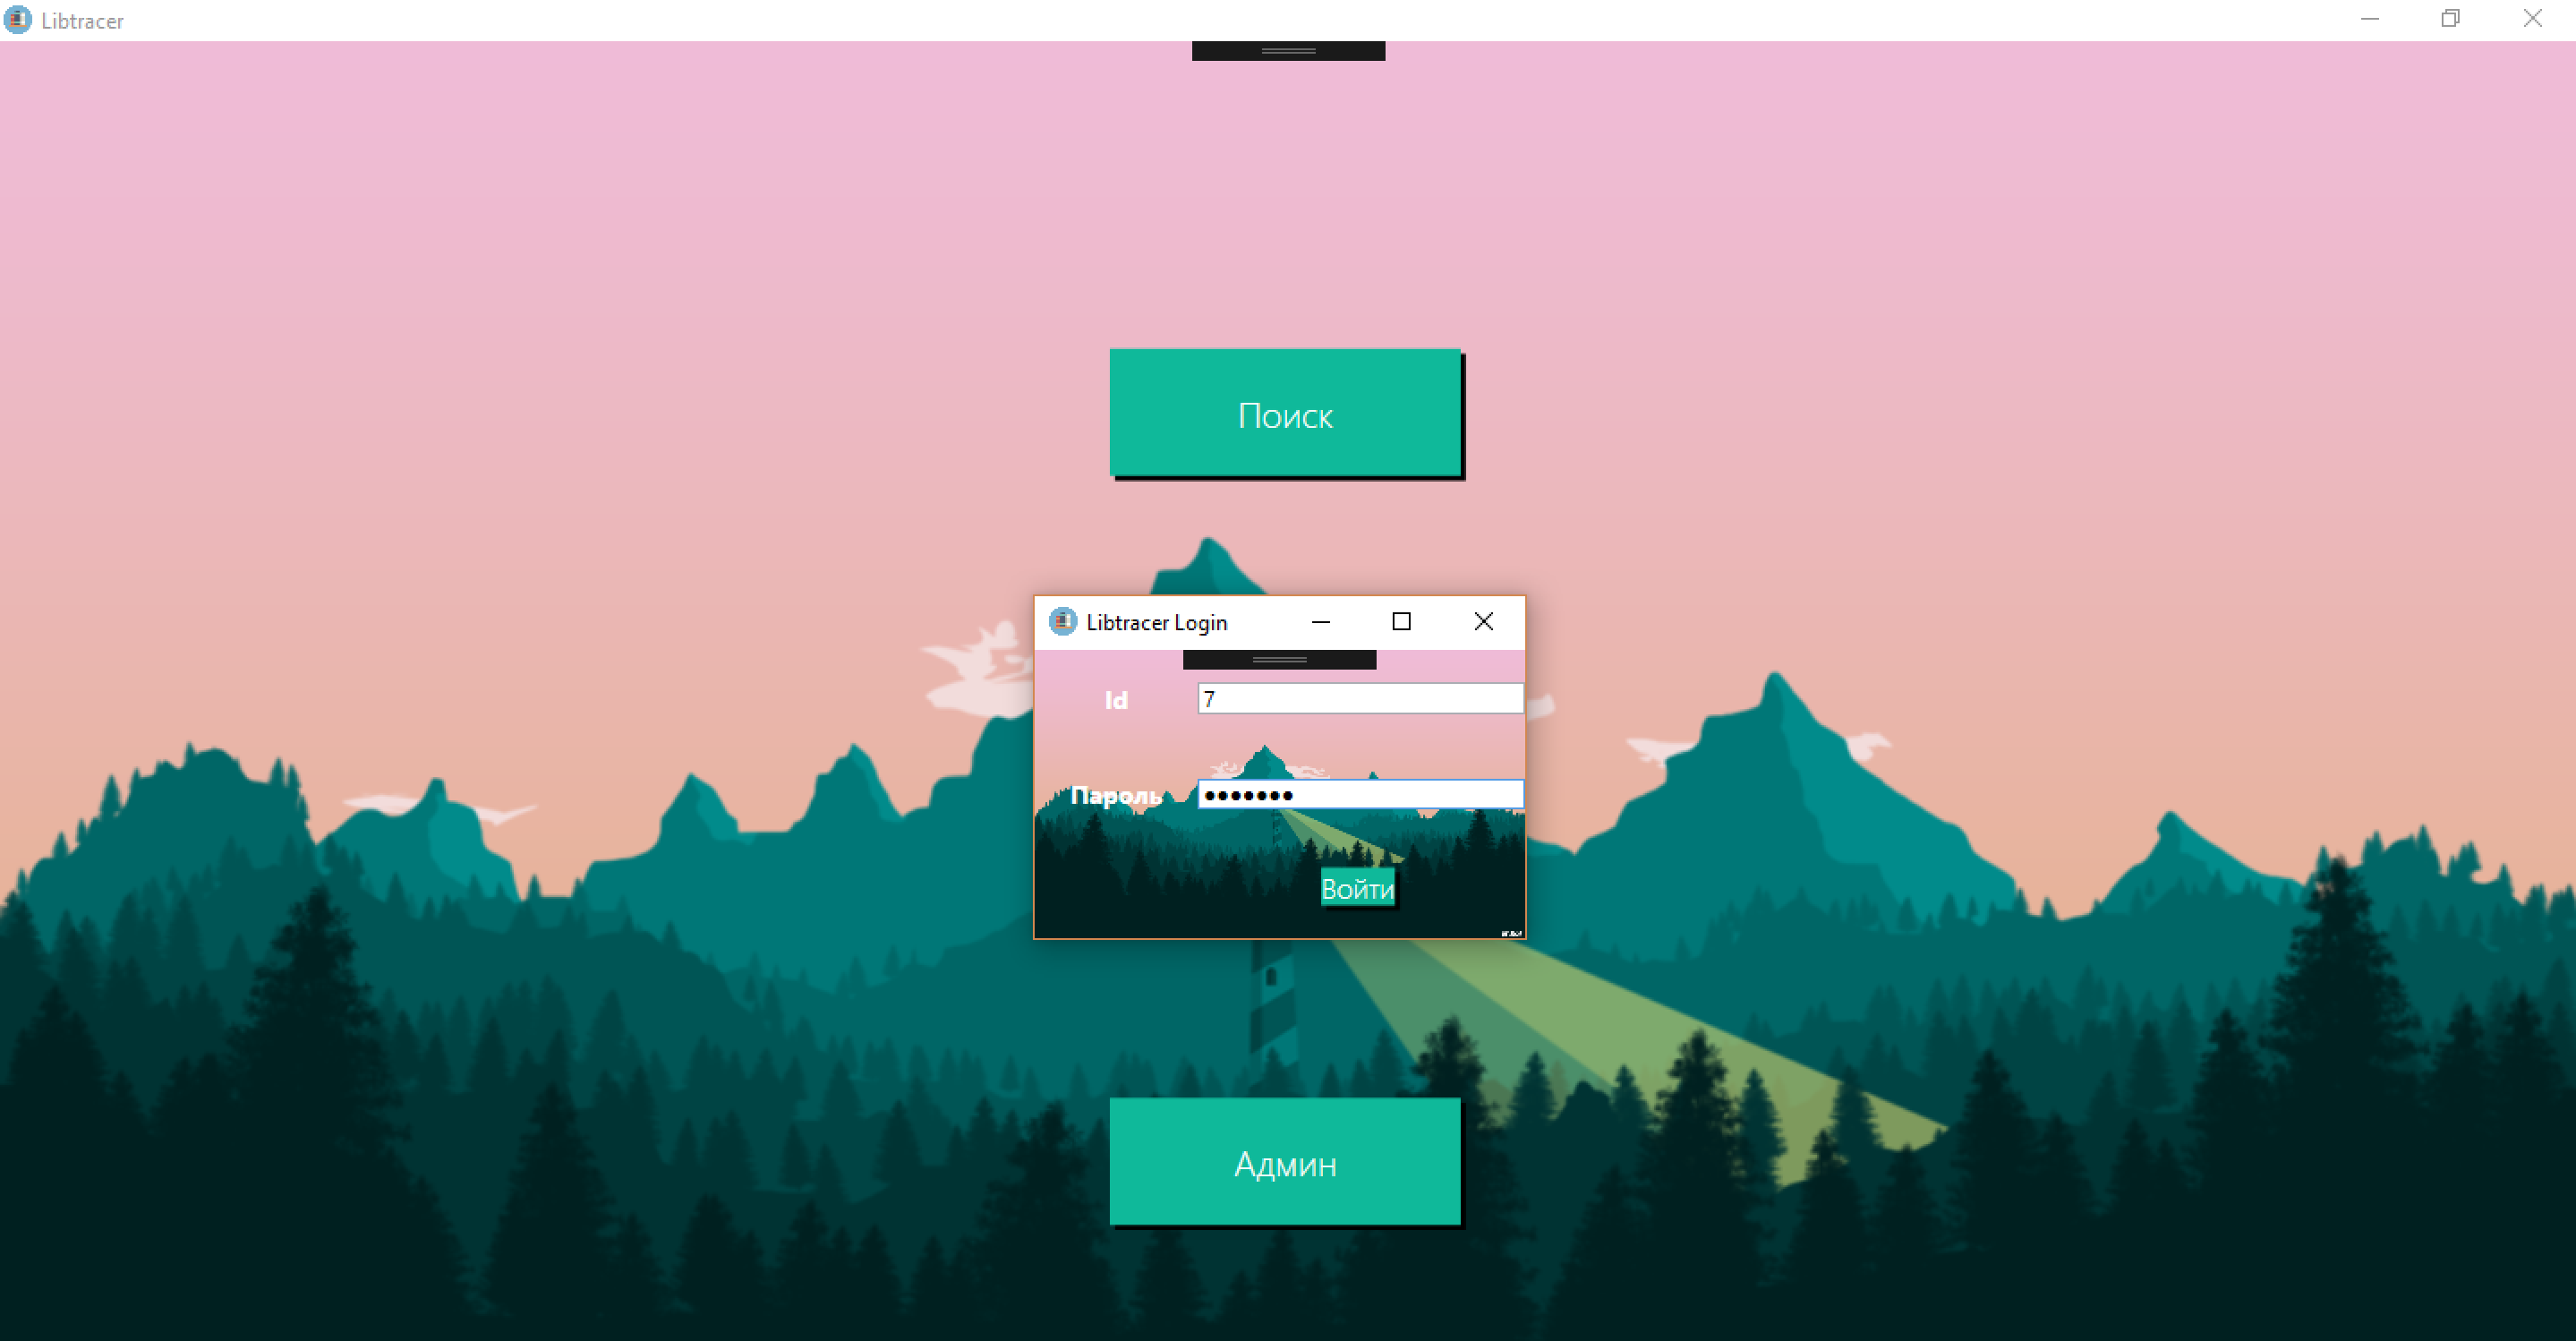 Libtracer
Поиск
Libtracer Login
Id
7
Пароль
Войти
Админ